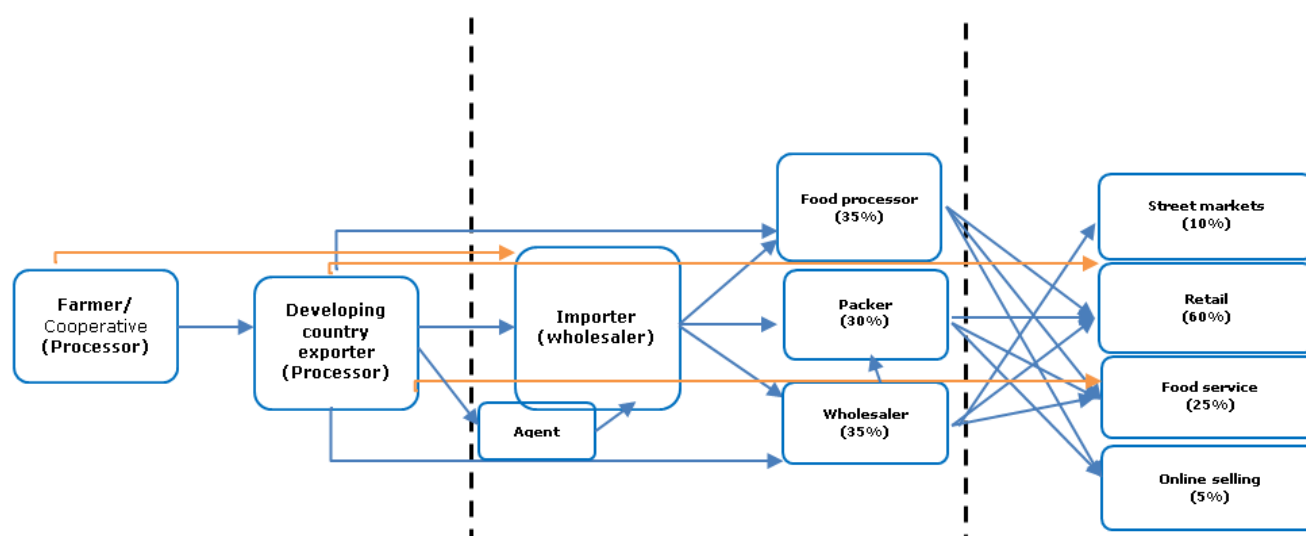 Farmer/
Cooperative
(Processor)
Developing
country
exporter
(Processor)
Agent
Importer
(wholesaler)
Food processor
(35%)
Packer
(30%)
Wholesaler
(35%)
Street markets
(10%)
Retail
(60%)
Food service
(25%)
Online selling
(5%)